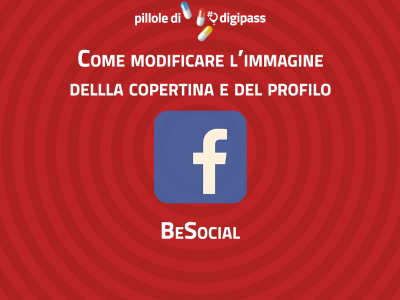 pillole di #digipass
Come modificare l'immagine
dellla copertina e del profilo
f
BeSocial